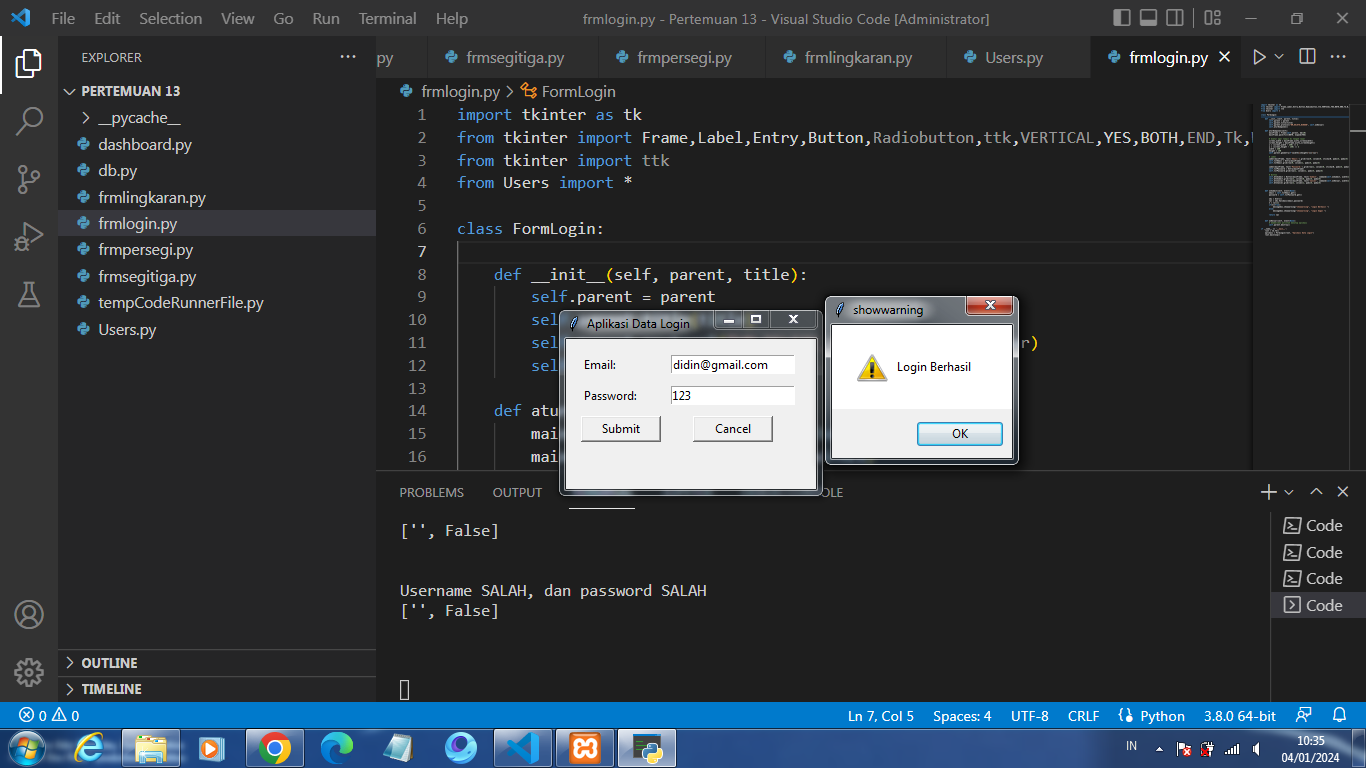 File Edit Selection View Go Run Terminal Help
frmlogin.py - Pertemuan 13 - Visual Studio Code [Administrator]
EXPLORER
py
frmsegitiga.py
frmpersegi.py
frmlingkaran.py
Users.py
frmlogin.py
PERTEMUAN 13
__pycache__
dashboard.py
db.py
frmlingkaran.py
frmlogin.py
frmpersegi.py
frmsegitiga.py
tempCodeRunnerFile.py
Users.py
OUTLINE
TIMELINE
frmlogin.py > FormLogin
1 import tkinter as tk
2 from tkinter import Frame,Label,Entry,Button,Radiobutton,ttk,VERTICAL,YES,BOTH,END,Tk,
3 from tkinter import ttk
4 from Users import *
5
6 class FormLogin:
7
8 def __init__(self, parent, title):
9 self.parent = parent
10 sel
11 sel r)
12 sel
13
14 def atu
15 mai
16 mai
Aplikasi Data Login
Email: didin@gmail.com
Password: 123
Submit Cancel
showwarning
Login Berhasil
OK
PROBLEMS OUTPUT OLE
['', False]
Username SALAH, dan password SALAH
['', False]
Code
Code
Code
Code
0 0
Ln 7, Col 5 Spaces: 4 UTF-8 CRLF Python 3.8.0 64-bit
IN
10:35
04/01/2024